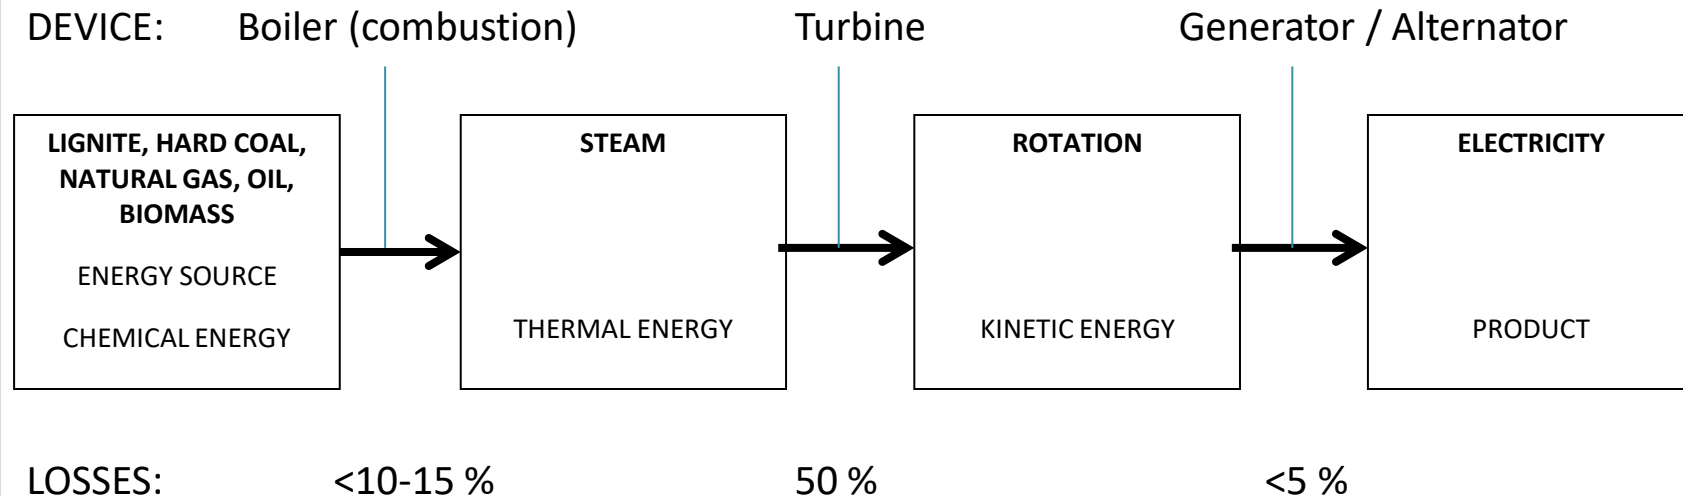 DEVICE: Boiler (combustion) Turbine Generator / Alternator
LIGNITE, HARD COAL,
NATURAL GAS, OIL,
BIOMASS
ENERGY SOURCE
CHEMICAL ENERGY
STEAM
THERMAL ENERGY
ROTATION
KINETIC ENERGY
ELECTRICITY
PRODUCT
LOSSES: <10-15 % 50 % <5 %